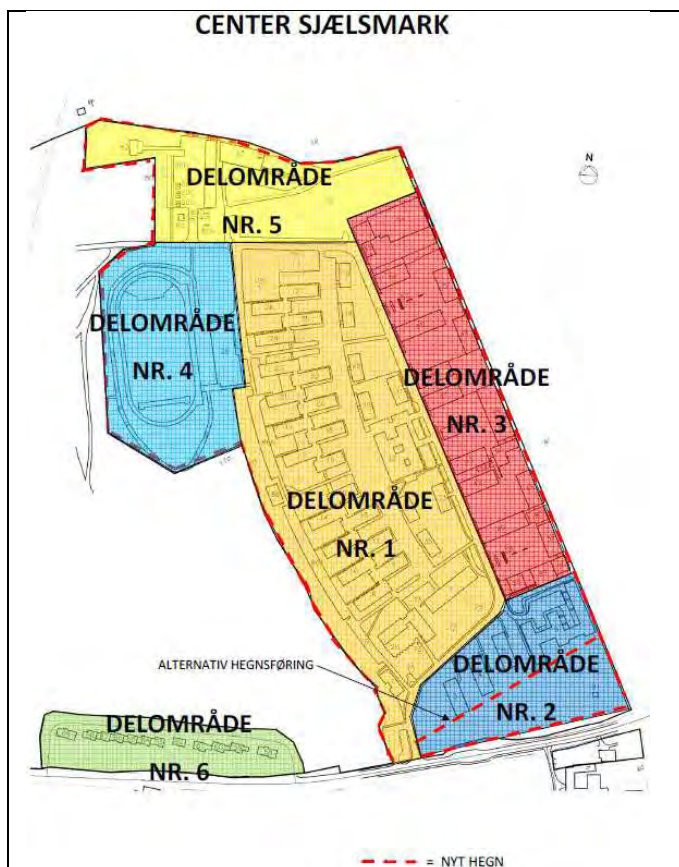 CENTER SJÆLSMARK
N
DELOMRÅDE
NR. 5
DELOMRÅDE
NR. 4
DELOMRÅDE
NR. 3
DELOMRÅDE
NR. 1
ALTERNATIV HEGNSFØRING
DELOMRÅDE
NR. 2
DELOMRÅDE
NR. 6
= NYT HEGN